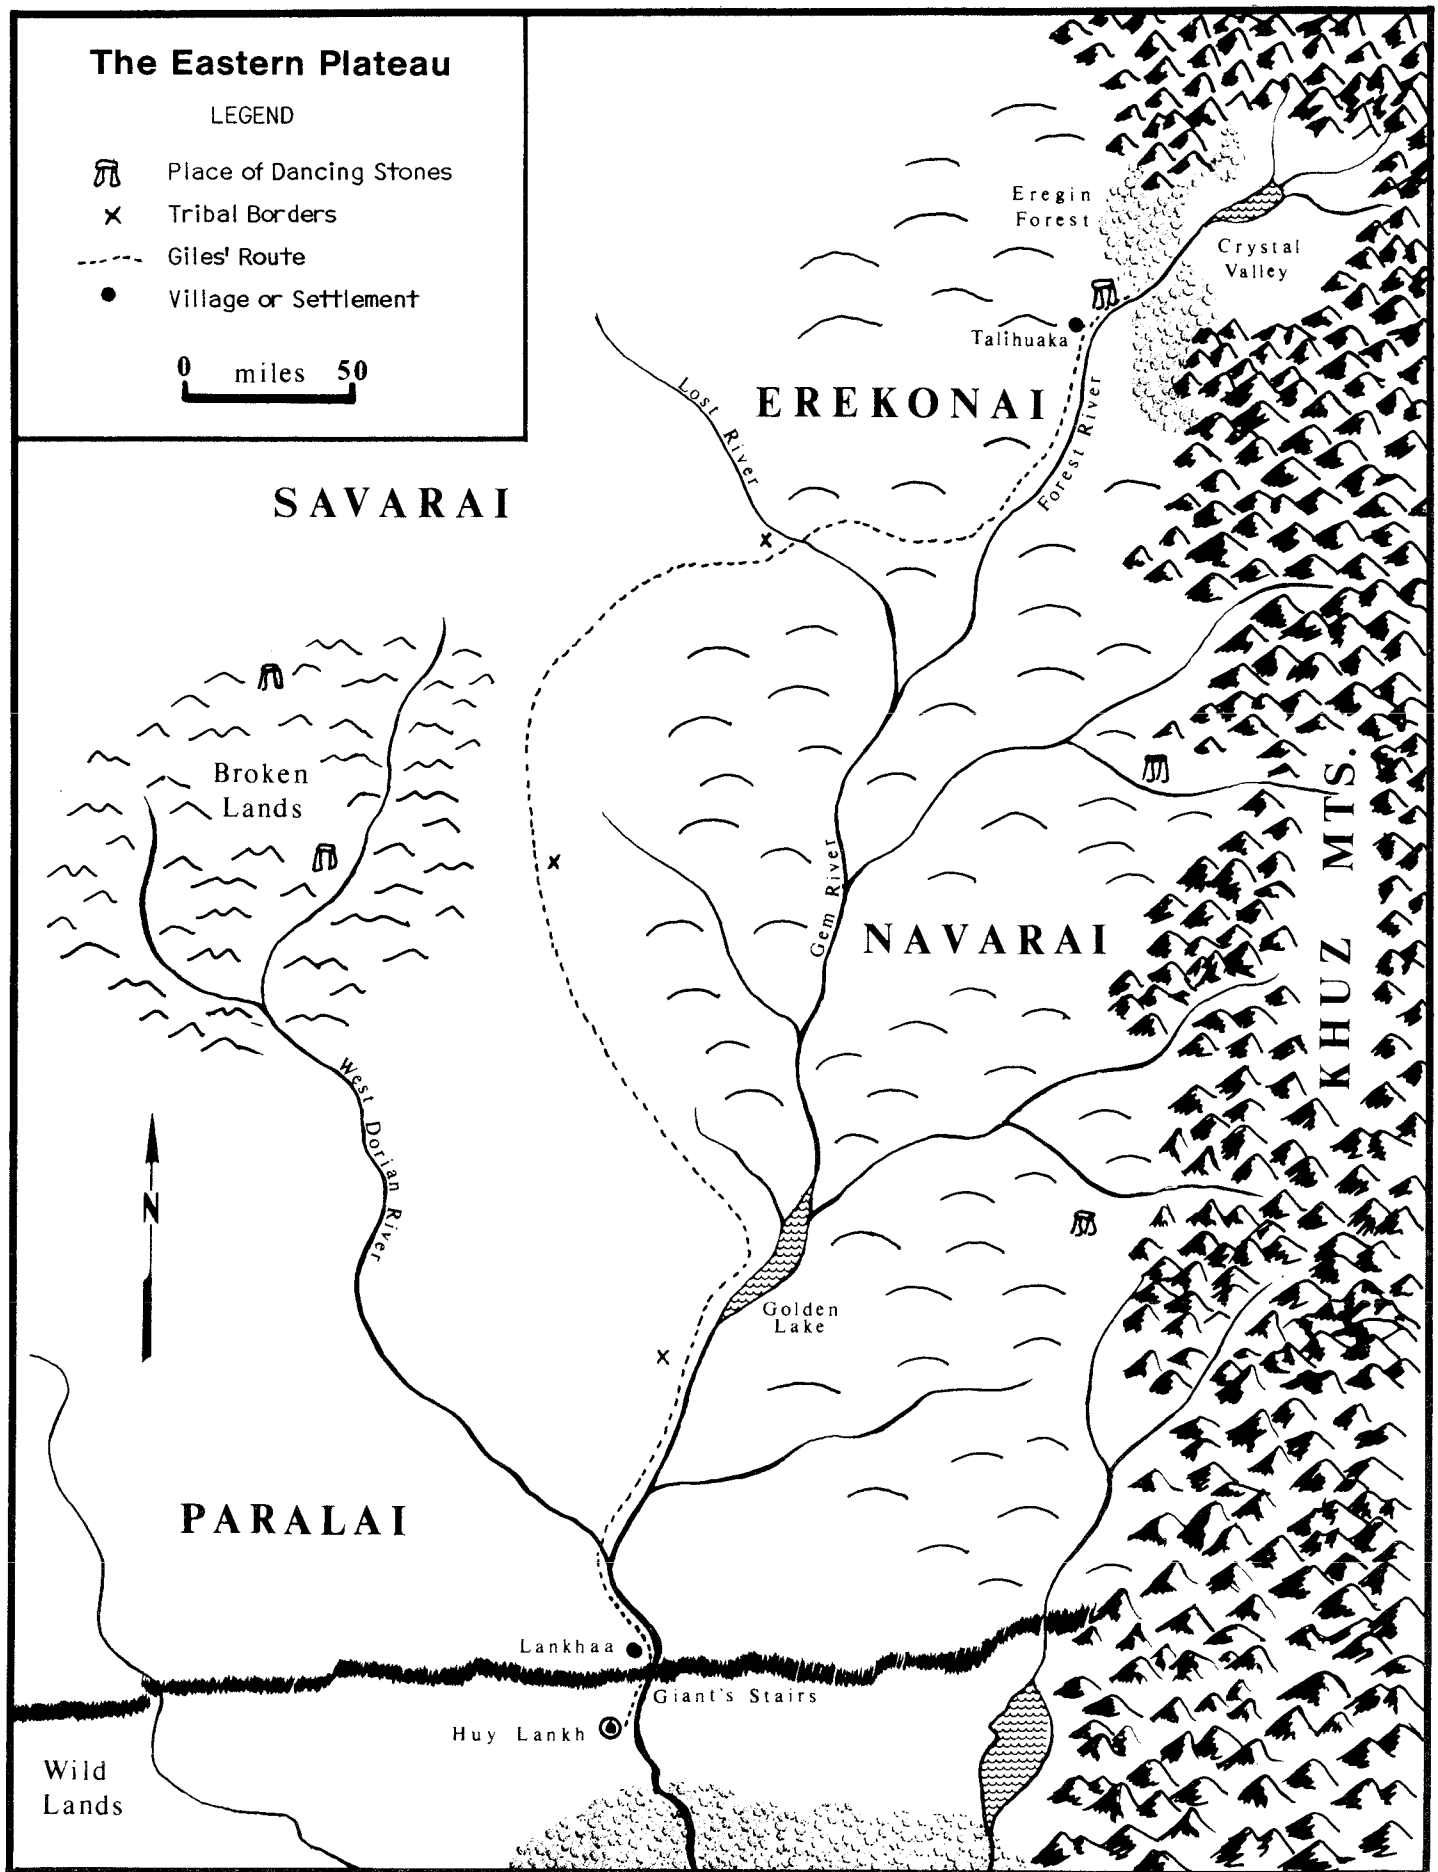 The Eastern Plateau
LEGEND
Place of Dancing Stones
x Tribal Borders
Giles' Route
Village or Settlement
0 miles 50
Eregin
Forest
Crystal
Valley
Talihuaka
EREKONAI
Lost River
Forest River
SAVARAI
Broken
Lands
KHUZ MTS.
Gem River
NAVARAI
West Dorian River
N
Golden
Lake
PARALAI
Lankhaa
Giant's Stairs
Huy Lankh
Wild
Lands